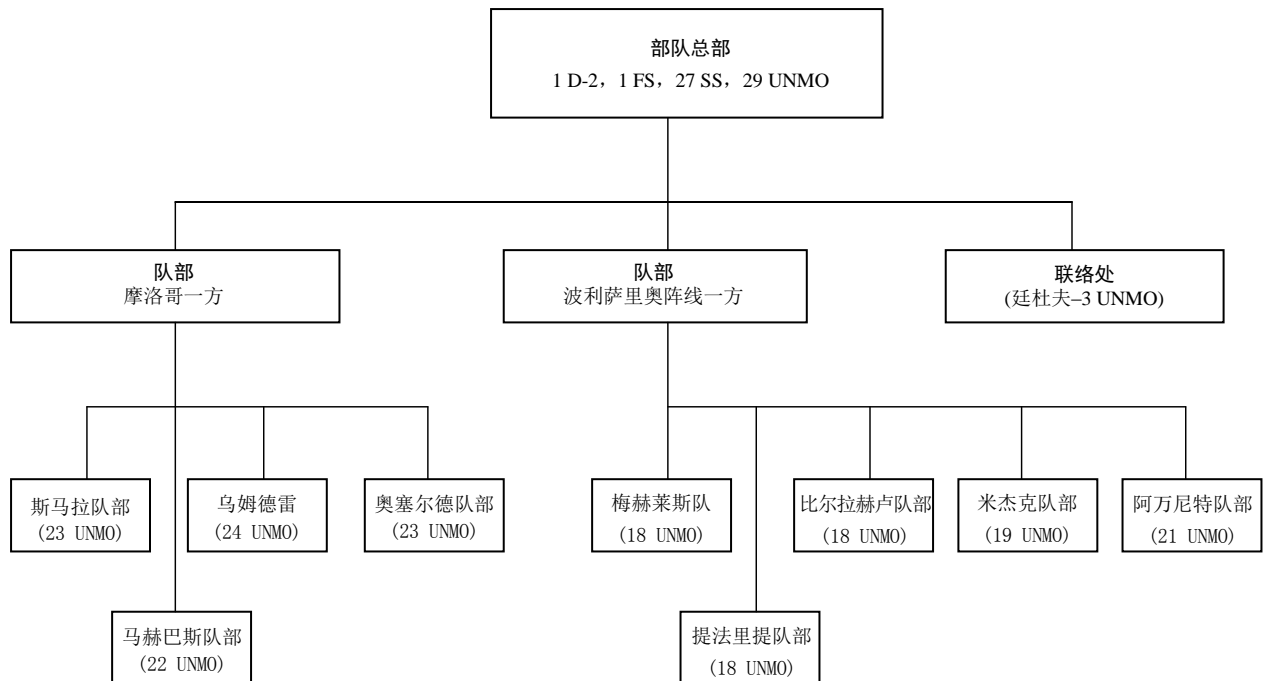 部队总部
1 D-2，1 FS，27 SS，29 UNMO
队部
摩洛哥一方
队部
波利萨里奥阵线一方
联络处
(廷杜夫–3 UNMO)
斯马拉队部
(23 UNMO)
乌姆德雷
(24 UNMO)
奥塞尔德队部
(23 UNMO)
梅赫莱斯队
(18 UNMO)
比尔拉赫卢队部
(18 UNMO)
米杰克队部
(19 UNMO)
阿万尼特队部
(21 UNMO)
马赫巴斯队部
(22 UNMO)
提法里提队部
(18 UNMO)